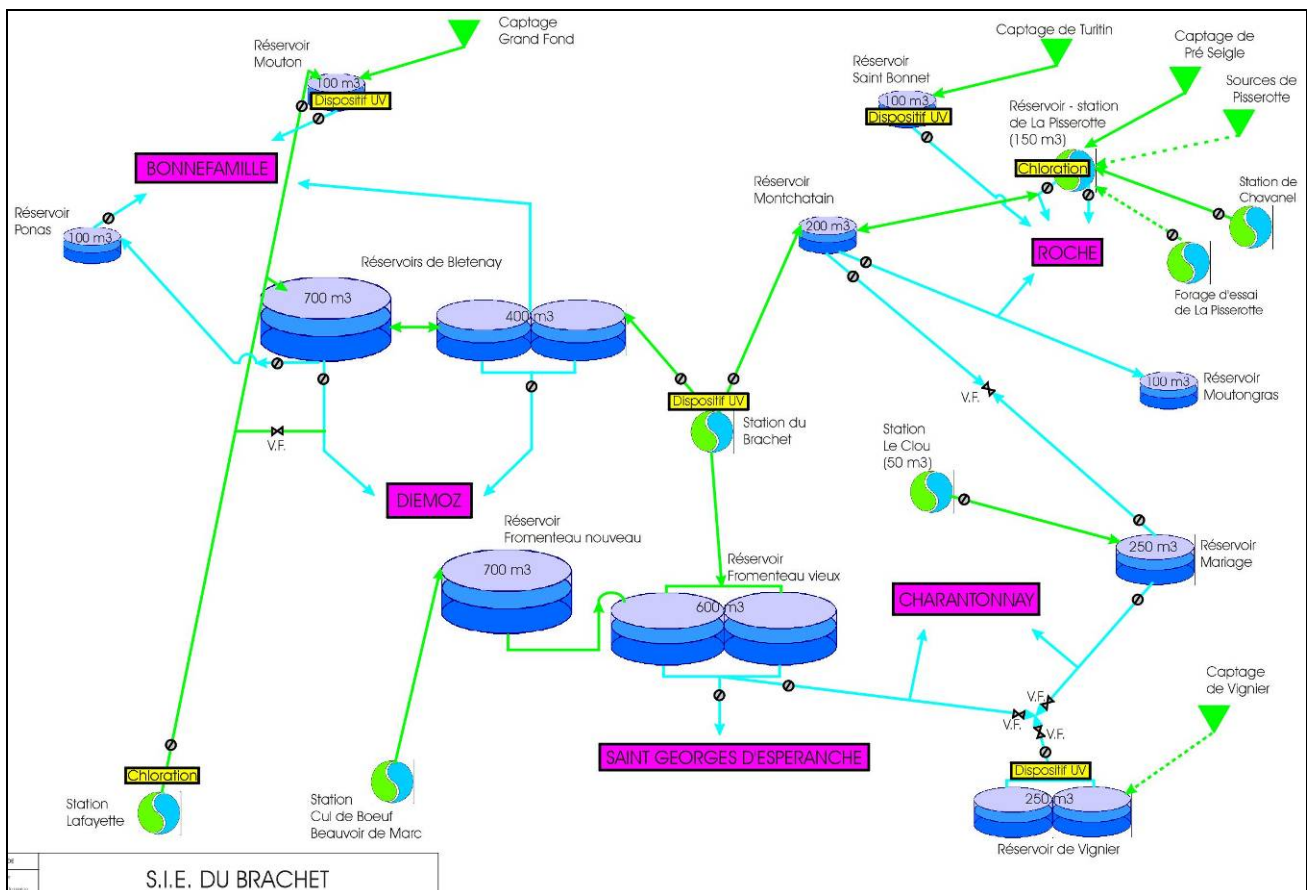 Captage
Grand Fond
Réservoir
Mouton
100 m3
Dispositif UV
BONNEFAMILLE
Réservoir
Ponas
100 m3
Réservoirs de Bletenay
700 m3
400 m3
V.F.
DIEMOZ
Captage de Turitin
Réservoir
Saint Bonnet
100 m3
Dispositif UV
Captage de
Pré Seigle
Sources de
Pisserotte
Réservoir - station
de La Pisserotte
(150 m3)
Chloration
Station de
Chavanel
Forage d'essai
de La Pisserotte
ROCHE
Réservoir
Montchatain
200 m3
100 m3
Réservoir
Moutongras
V.F.
Dispositif UV
Station du
Brachet
Station
Le Clou
(50 m3)
250 m3
Réservoir
Mariage
Réservoir
Fromenteau nouveau
700 m3
Réservoir
Fromenteau vieux
600 m3
CHARANTONNAY
Captage
de Vignier
V.F.
V.F.
V.F.
SAINT GEORGES D'ESPERANCHE
Dispositif UV
250 m3
Réservoir de Vignier
Chloration
Station
Lafayette
Station
Cul de Boeuf
Beauvoir de Marc
S.I.E. DU BRACHET